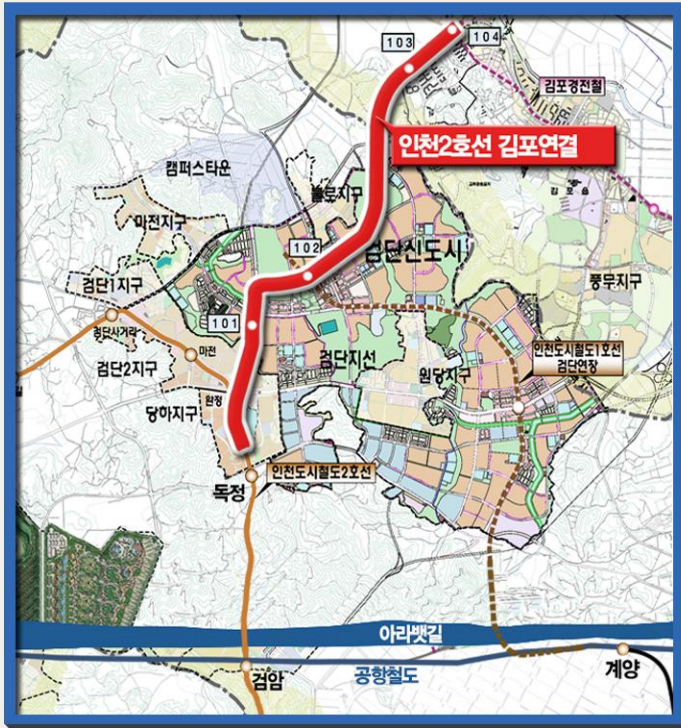 103
104
김포경전철
인천2호선 김포연결
캠퍼스타운
불로지구
마전지구
102
검단신도시
풍무지구
검단1지구
101
검단사거리
마전
검단지선
인천도시철도1호선
검단연장
검단2지구
원당지구
완정
당하지구
인천도시철도2호선
독정
아라뱃길
공항철도
검암
계양